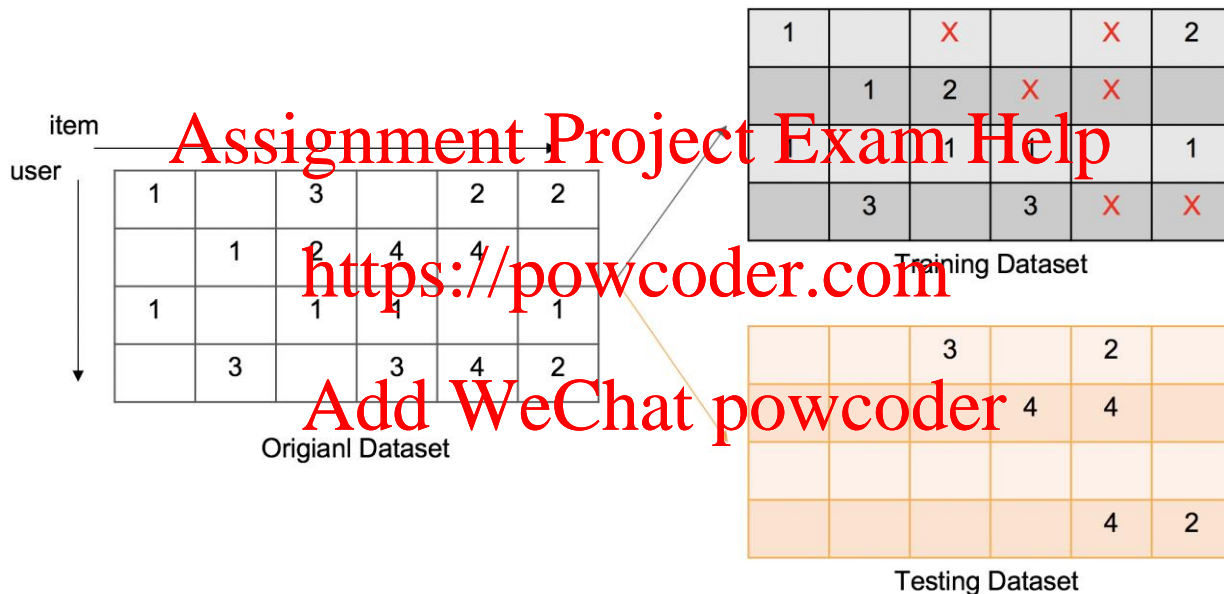 item
user
1 3 2 2
1 2 4 4
1 1 1 1
3 3 4 2
Origianl Dataset
1 X X 2
1 2 X X
1 1 1 1
3 3 X X
Training Dataset
3 2
4 4
4 2
Testing Dataset
Assignment Project Exam Help
https://powcoder.com
Add WeChat powcoder